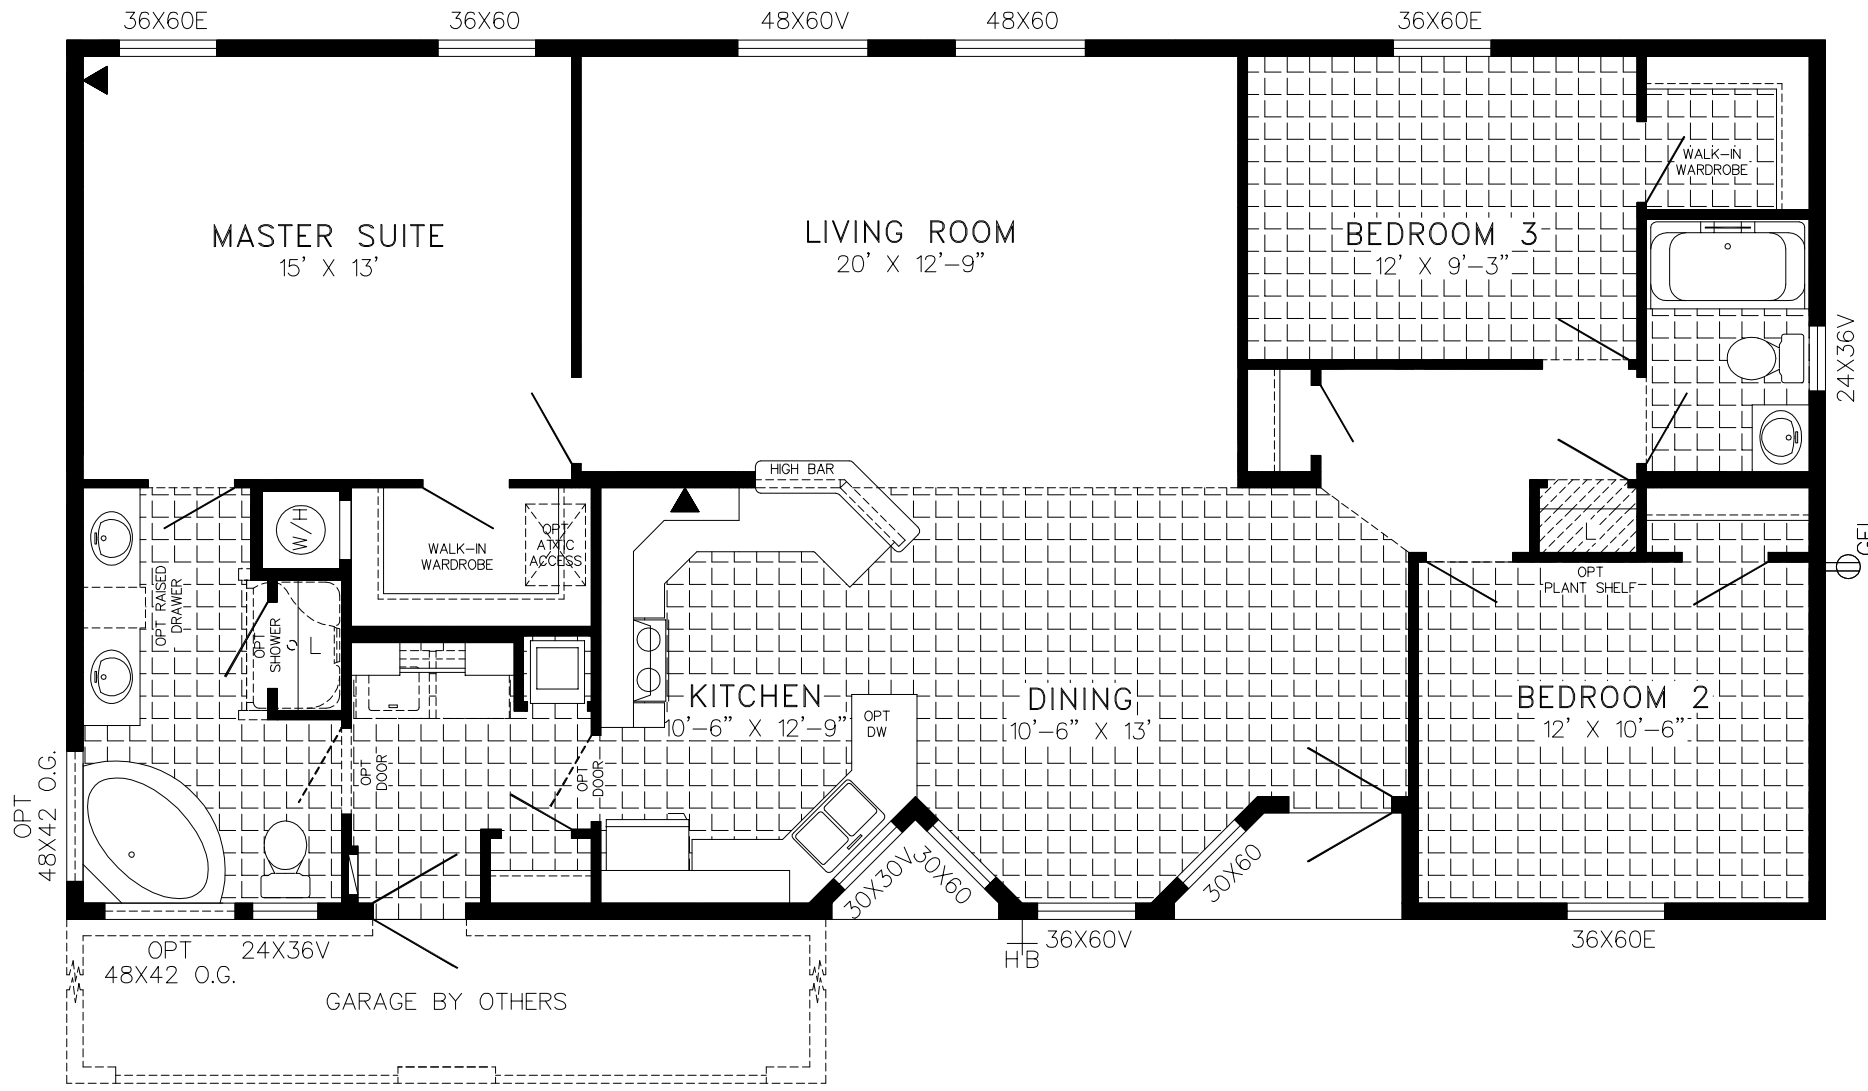 36X60E
36X60
48X60V
48X60
36X60E
MASTER SUITE
15' X 13'
LIVING ROOM
20' X 12'-9"
BEDROOM 3
12' X 9'-3"
WALK-IN
WARDROBE
24X36V
HIGH BAR
W/H
WALK-IN
WARDROBE
OPT
ATTIC
ACCESS
OPT RAISED
DRAWER
OPT
SHOWER
L
GFI
OPT
PLANT SHELF
KITCHEN
10'-6" X 12'-9"
OPT
DW
DINING
10'-6" X 13'
BEDROOM 2
12' X 10'-6"
OPT
DOOR
OPT
DOOR
OPT
48X42 O.G.
30X30V
30X60
30X60
OPT
48X42 O.G.
24X36V
36X60V
HB
36X60E
GARAGE BY OTHERS